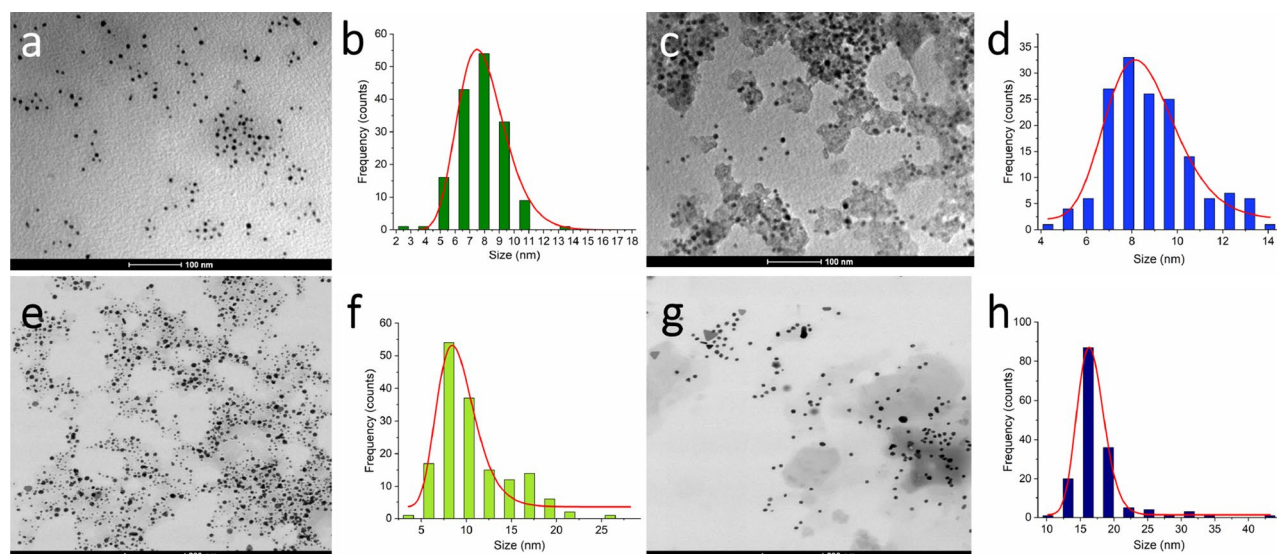 a
100 nm
b
Frequency (counts)
60
50
40
30
20
10
0
2 3 4 5 6 7 8 9 10 11 12 13 14 15 16 17 18
Size (nm)
c
100 nm
d
Frequency (counts)
35
30
25
20
15
10
5
0
4 6 8 10 12 14
Size (nm)
e
f
Frequency (counts)
60
50
40
30
20
10
0
5 10 15 20 25
Size (nm)
g
h
Frequency (counts)
100
80
60
40
20
0
10 15 20 25 30 35 40
Size (nm)